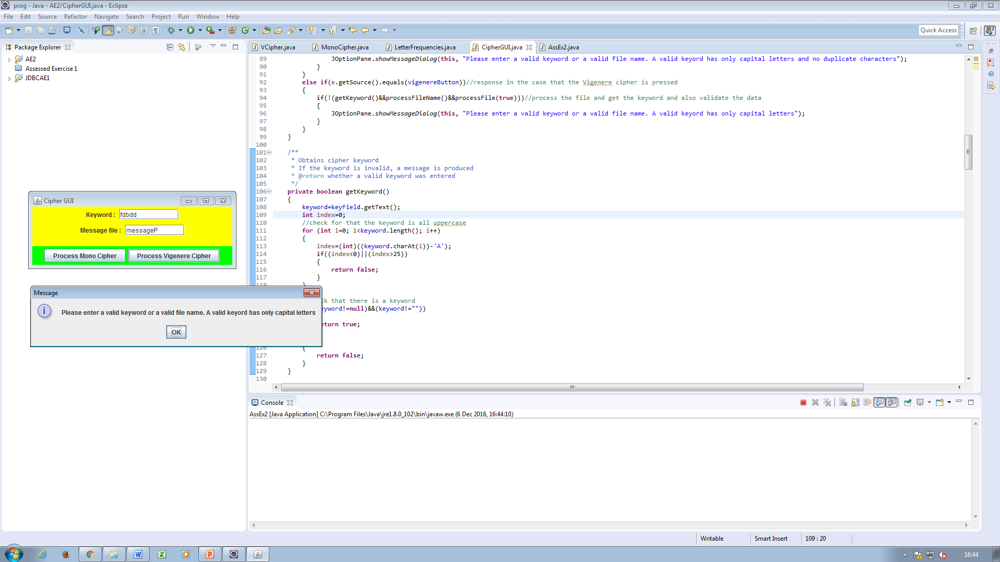 prog - Java - AE2/CipherGUI.java - Eclipse
File Edit Source Refactor Navigate Search Project Run Window Help
Quick Access
Package Explorer
AE2
Assessed Exercise 1
JDBCAE1
VCipher.java MonoCipher.java LetterFrequencies.java CipherGUI.java AssEx2.java
89 JOptionPane.showMessageDialog(this, "Please enter a valid keyword or a valid file name. A valid keyord has only capital letters and no duplicate characters");
90 }
91 }
92 else if(e.getSource().equals(vigenereButton))//response in the case that the Vigenere cipher is pressed
93 {
94 if(!(getKeyword()&&processFileName()&&processFile(true)))//process the file and get the keyword and also validate the data
95 {
96 JOptionPane.showMessageDialog(this, "Please enter a valid keyword or a valid file name. A valid keyord has only capital letters");
97 }
98 }
99 }
100
101 /**
102 * Obtains cipher keyword
103 * If the keyword is invalid, a message is produced
104 * @return whether a valid keyword was entered
105 */
106 private boolean getKeyword()
107 {
108 keyword=keyField.getText();
109 int index=0;
110 //check for that the keyword is all uppercase
111 for (int i=0; i<keyword.length(); i++)
112 {
113 index=(int)((keyword.charAt(i))-'A');
114 if((index<0)||(index>25))
115 {
116 return false;
117 }
118 }
ck that there is a keyword
eyword!=null)&&(keyword!=""))
eturn true;
126 {
127 return false;
128 }
129 }
130
Cipher GUI
Keyword : fdbdd
Message file : messageP
Process Mono Cipher Process Vigenere Cipher
Message
Please enter a valid keyword or a valid file name. A valid keyord has only capital letters
OK
Console
AssEx2 [Java Application] C:\Program Files\Java\jre1.8.0_102\bin\javaw.exe (6 Dec 2016, 16:44:10)
Writable Smart Insert 109 : 20
16:44